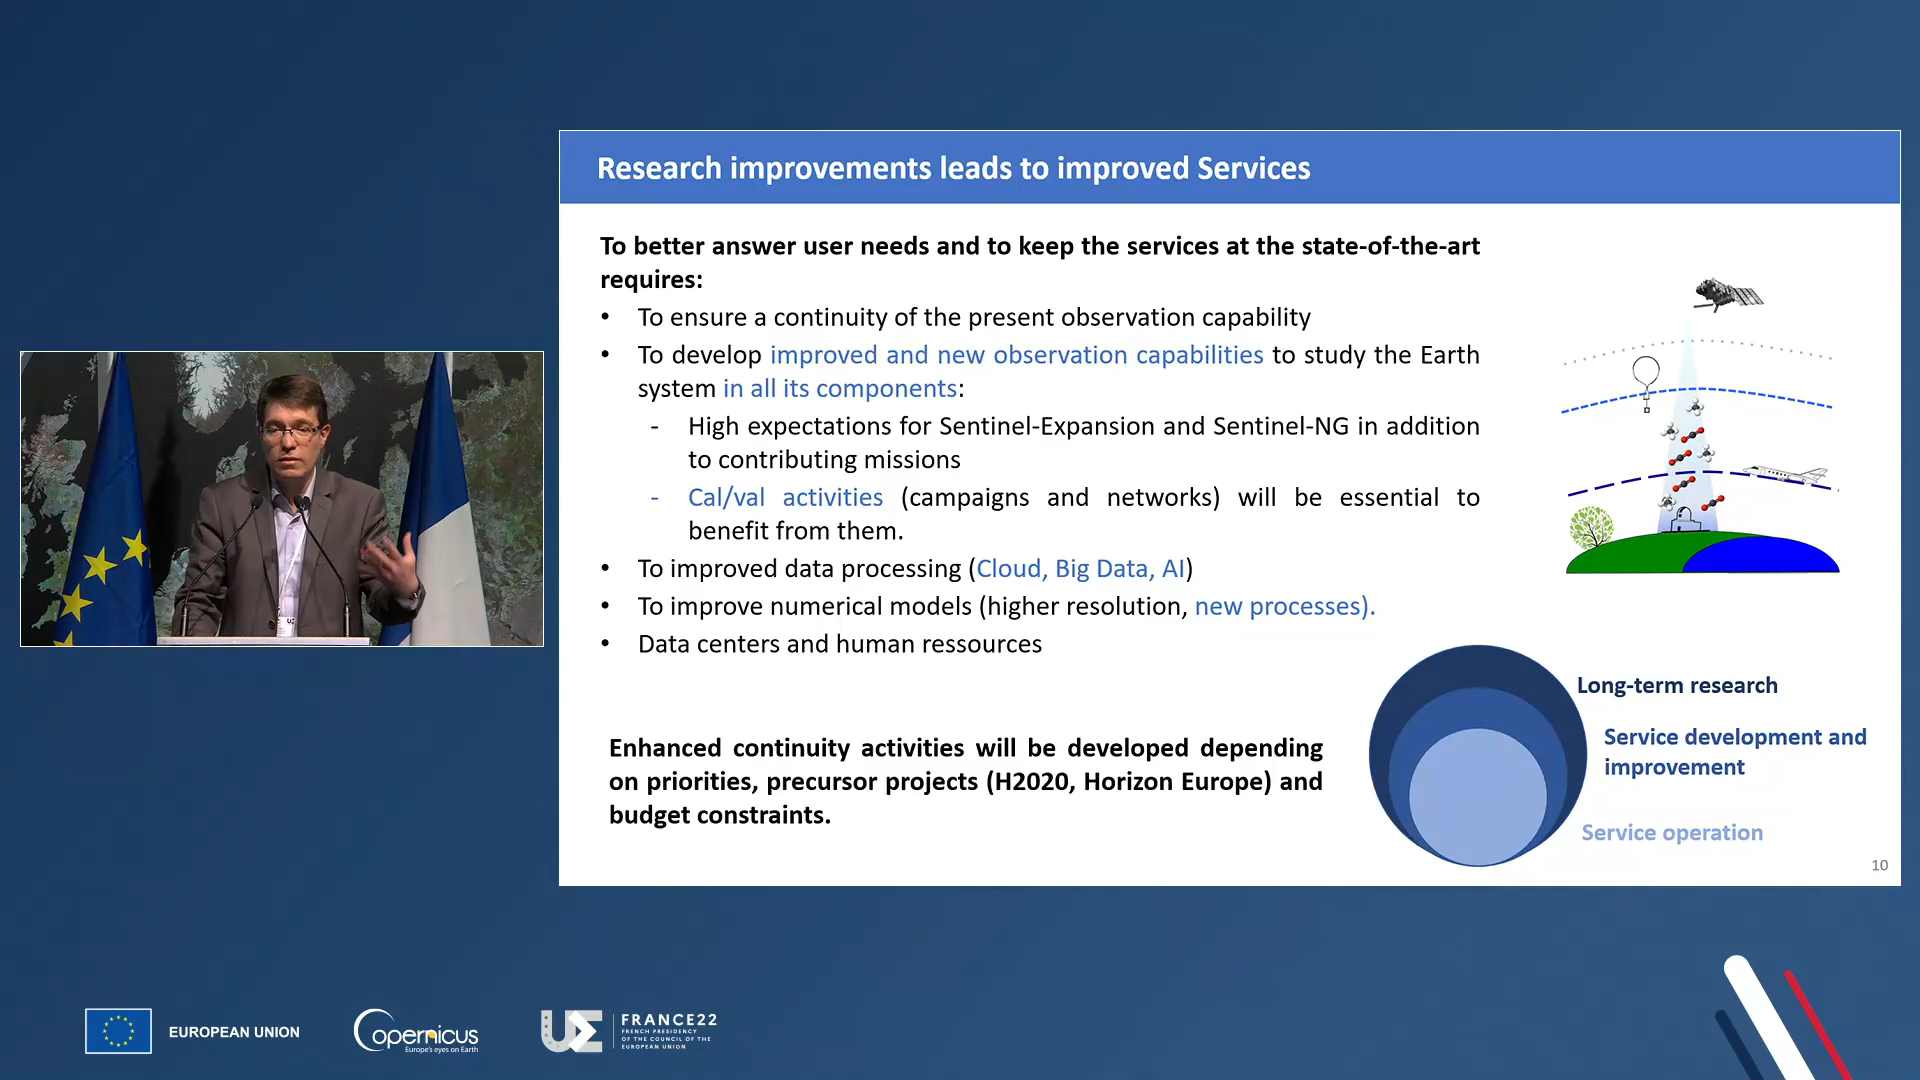 Research improvements leads to improved Services
To better answer user needs and to keep the services at the state-of-the-art
requires:
• To ensure a continuity of the present observation capability
• To develop improved and new observation capabilities to study the Earth
system in all its components:
- High expectations for Sentinel-Expansion and Sentinel-NG in addition
to contributing missions
- Cal/val activities (campaigns and networks) will be essential to
benefit from them.
• To improved data processing (Cloud, Big Data, AI)
• To improve numerical models (higher resolution, new processes).
• Data centers and human ressources
Enhanced continuity activities will be developed depending
on priorities, precursor projects (H2020, Horizon Europe) and
budget constraints.
Long-term research
Service development and
improvement
Service operation
10
EUROPEAN UNION
Copernicus
Europe's eyes on Earth
UE
FRANCE22
FRENCH PRESIDENCY
OF THE COUNCIL OF THE
EUROPEAN UNION